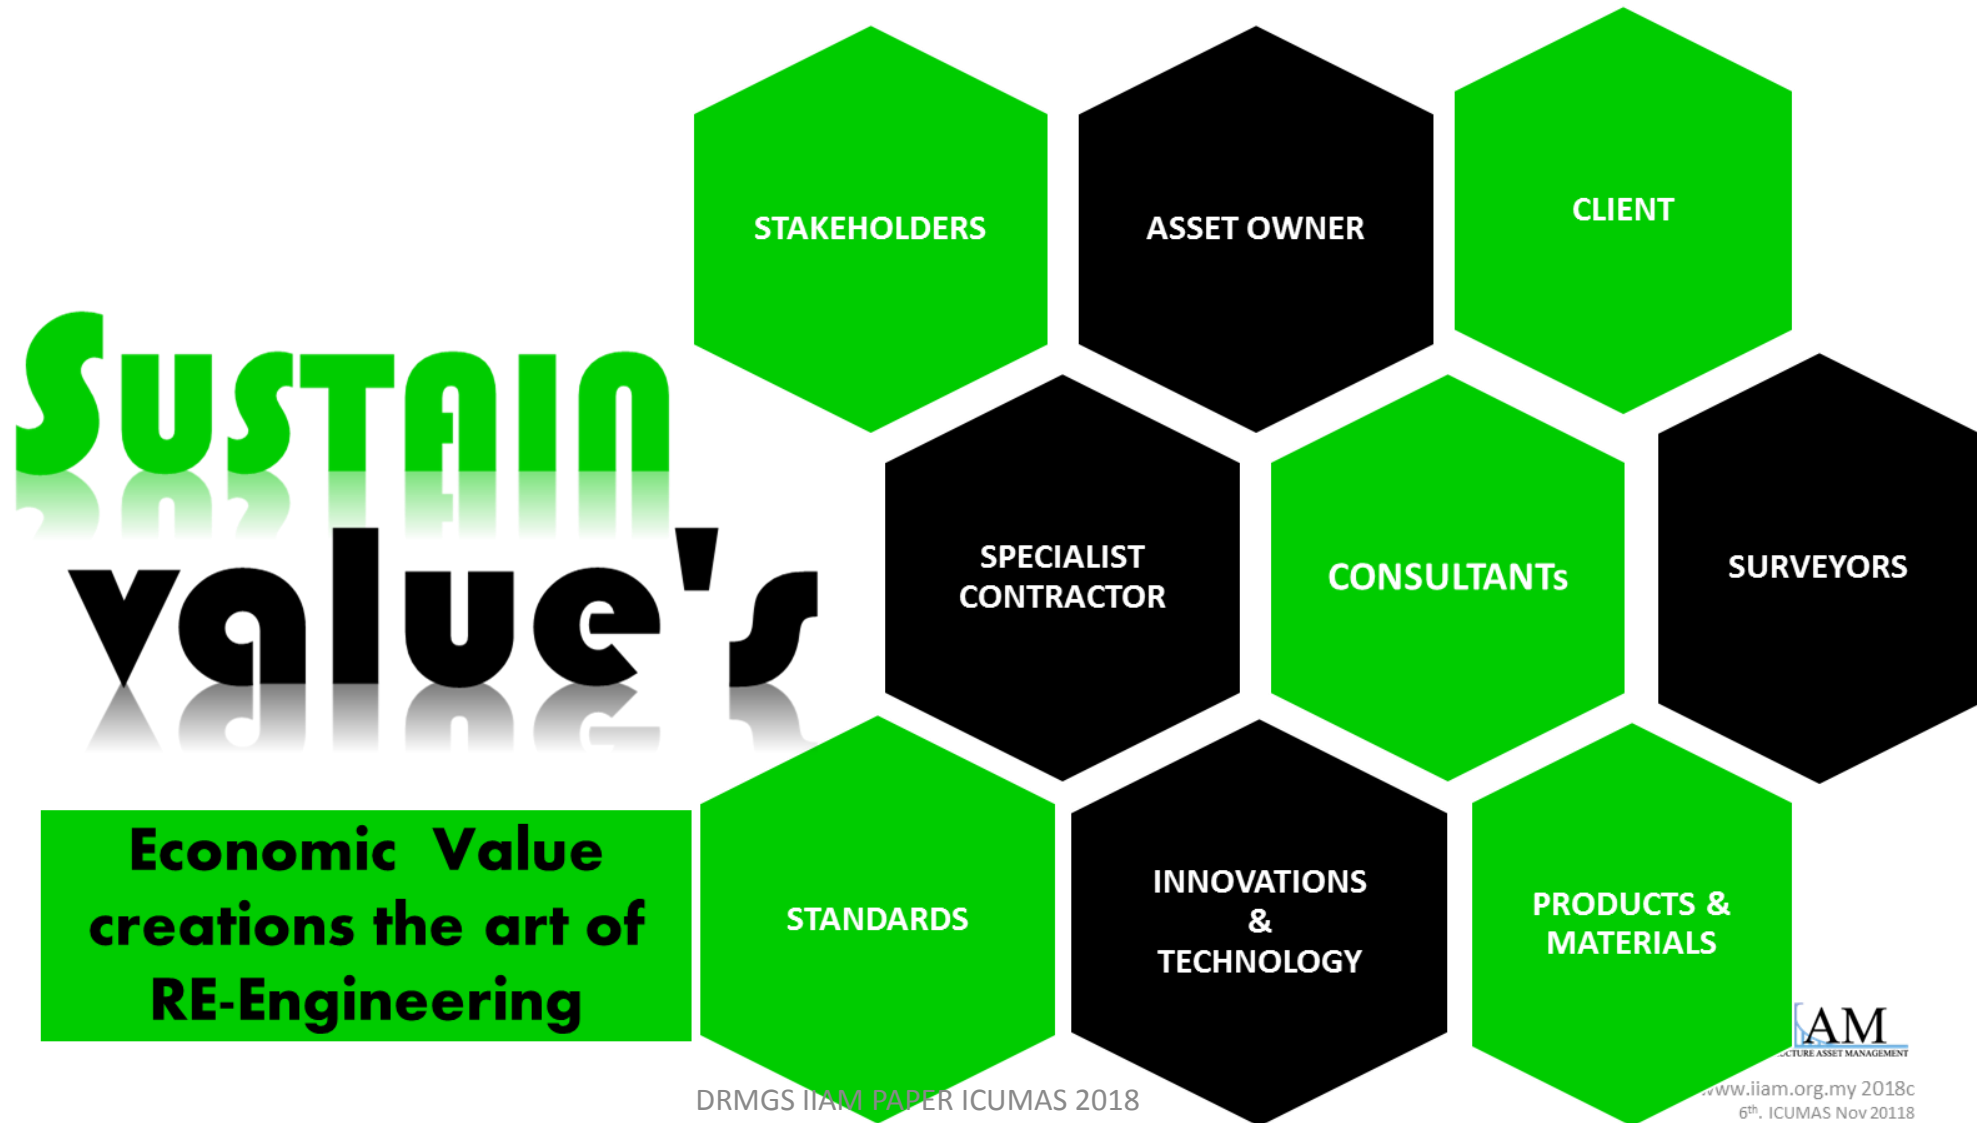 STAKEHOLDERS
ASSET OWNER
CLIENT
Sustain
value's
SPECIALIST
CONTRACTOR
CONSULTANTs
SURVEYORS
Economic Value
creations the art of
RE-Engineering
STANDARDS
INNOVATIONS
&
TECHNOLOGY
PRODUCTS &
MATERIALS
AM
ASSET MANAGEMENT
DRMGS IIAM PAPER ICUMAS 2018
www.iiam.org.my 2018c
6th. ICUMAS Nov 20118